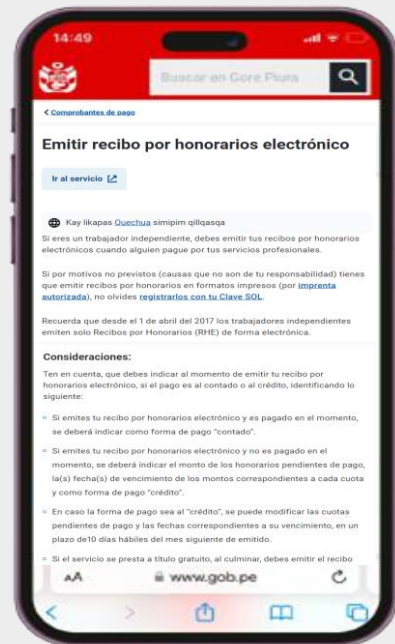 14:49
Buscar en Gore Piura
< Comprobantes de pago
Emitir recibo por honorarios electrónico
Ir al servicio
Kay likapas Quechua simipim qillqasqa
Si eres un trabajador independiente, debes emitir tus recibos por honorarios
electrónicos cuando alguien pague por tus servicios profesionales.
Si por motivos no previstos (causas que no son de tu responsabilidad) tienes
que emitir recibos por honorarios en formatos impresos (por imprenta
autorizada), no olvides registrarlos con tu Clave SOL.
Recuerda que desde el 1 de abril del 2017 los trabajadores independientes
emiten solo Recibos por Honorarios (RHE) de forma electrónica.
Consideraciones:
Ten en cuenta, que debes indicar al momento de emitir tu recibo por
honorarios electrónico, si el pago es al contado o al crédito, identificando lo
siguiente:
Si emites tu recibo por honorarios electrónico y es pagado en el momento,
se deberá indicar como forma de pago "contado".
Si emites tu recibo por honorarios electrónico y no es pagado en el
momento, se deberá indicar el monto de los honorarios pendientes de pago,
la(s) fecha(s) de vencimiento de los montos correspondientes a cada cuota
y como forma de pago "crédito".
En caso la forma de pago sea al "crédito", se puede modificar las cuotas
pendientes de pago y las fechas correspondientes a su vencimiento, en un
plazo de10 días hábiles del mes siguiente de emitido.
Si el servicio se presta a título gratuito, al culminar, debes emitir el recibo
AA www.gob.pe